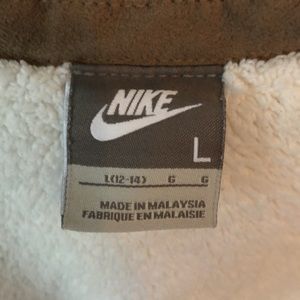 NIKE
L
L(12-14) G G
MADE IN MALAYSIA
FABRIQUE EN MALAISIE